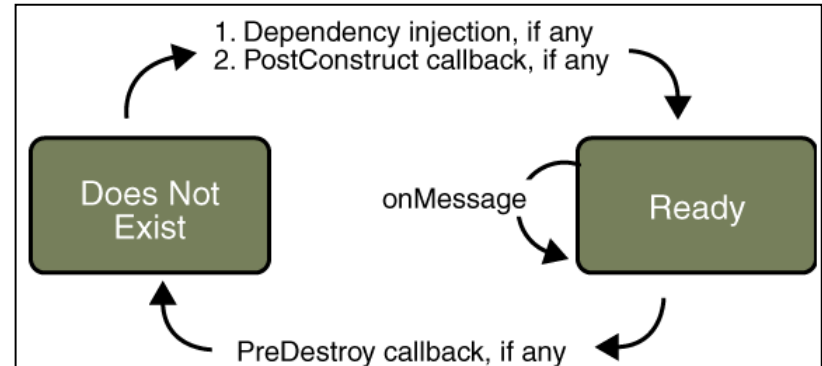 1. Dependency injection, if any
2. PostConstruct callback, if any
Does Not
Exist
onMessage
Ready
PreDestroy callback, if any